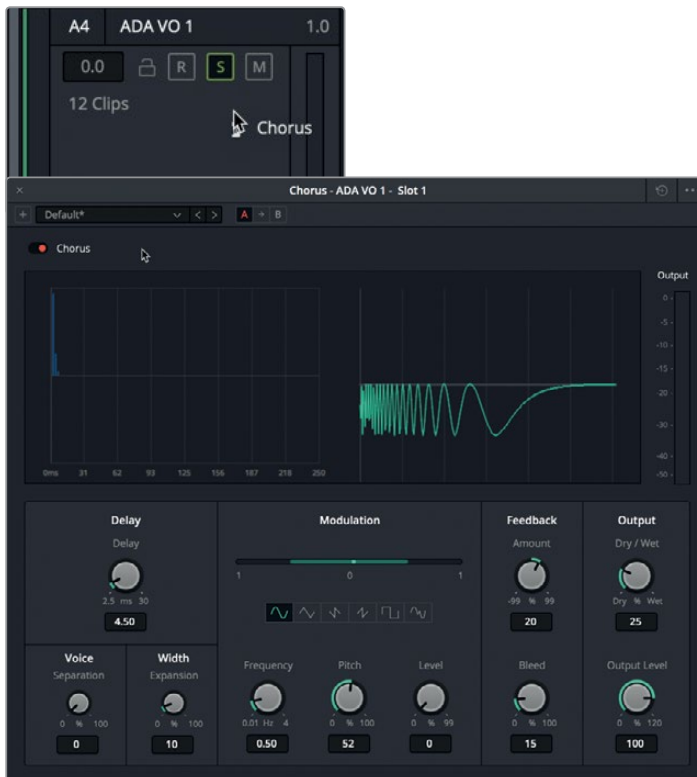 A4 ADA VO 1 1.0
0.0 R S M
12 Clips
Chorus
Chorus - ADA VO 1 - Slot 1
Default* A B
Chorus
Output
0
-5
-10
-15
-20
-30
-40
-50
0ms 31 62 93 125 156 187 218 250
Delay
Delay
2.5 ms 30
4.50
Voice
Separation
0 % 100
0
Width
Expansion
0 % 100
10
Modulation
1 0 1
Frequency
0.01 Hz 4
0.50
Pitch
0 % 100
52
Level
0 % 99
0
Feedback
Amount
-99 % 99
20
Bleed
0 % 100
15
Output
Dry / Wet
Dry % Wet
25
Output Level
0 % 120
100